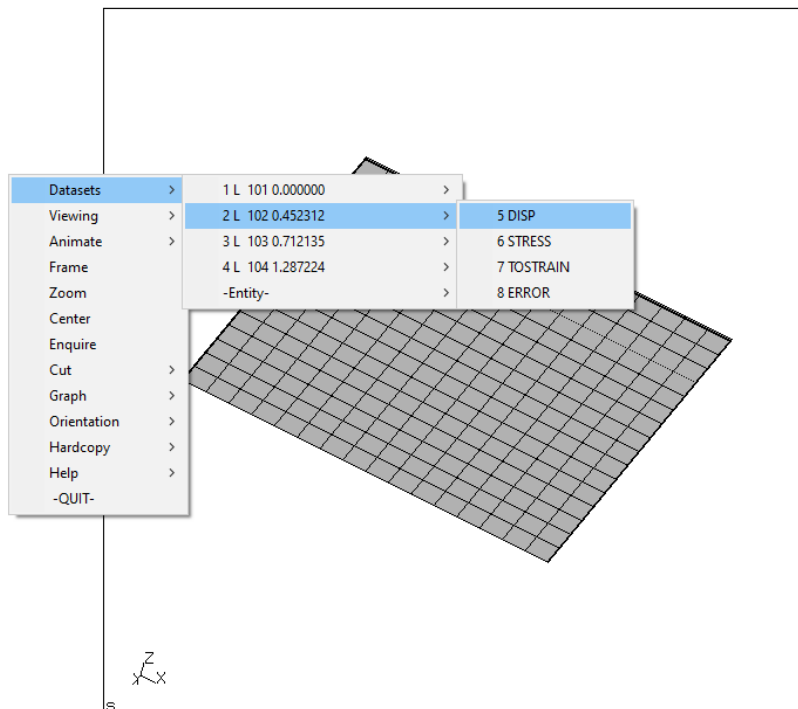 Datasets
Viewing
Animate
Frame
Zoom
Center
Enquire
Cut
Graph
Orientation
Hardcopy
Help
-QUIT-
1 L 101 0.000000
2 L 102 0.452312
3 L 103 0.712135
4 L 104 1.287224
-Entity-
5 DISP
6 STRESS
7 TOSTRAIN
8 ERROR
Z
Y X